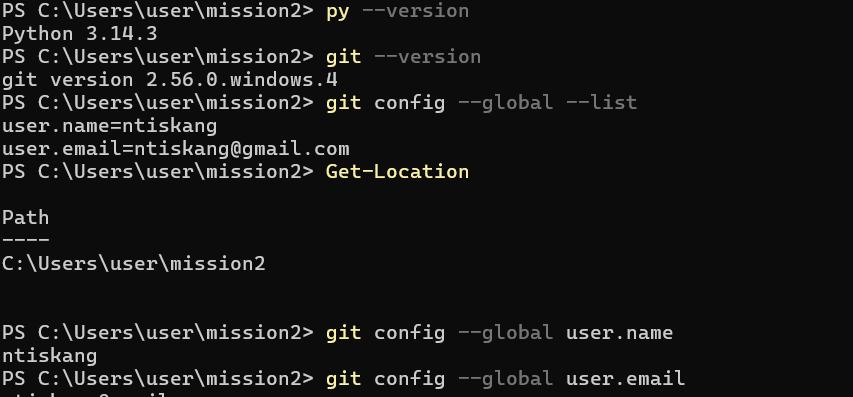 PS C:\Users\user\mission2> py --version
Python 3.14.3
PS C:\Users\user\mission2> git --version
git version 2.56.0.windows.4
PS C:\Users\user\mission2> git config --global --list
user.name=ntiskang
user.email=ntiskang@gmail.com
PS C:\Users\user\mission2> Get-Location
Path
----
C:\Users\user\mission2
PS C:\Users\user\mission2> git config --global user.name
ntiskang
PS C:\Users\user\mission2> git config --global user.email